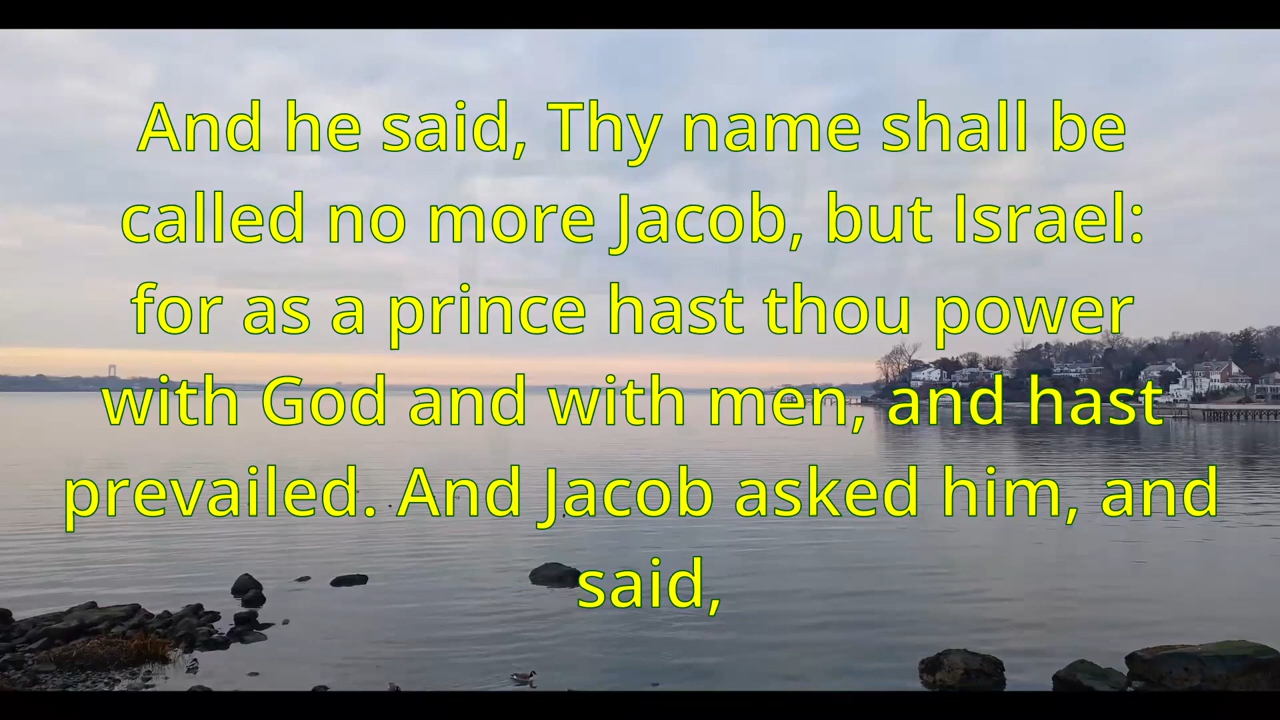 And he said, Thy name shall be
called no more Jacob, but Israel:
for as a prince hast thou power
with God and with men, and hast
prevailed. And Jacob asked him, and
said,